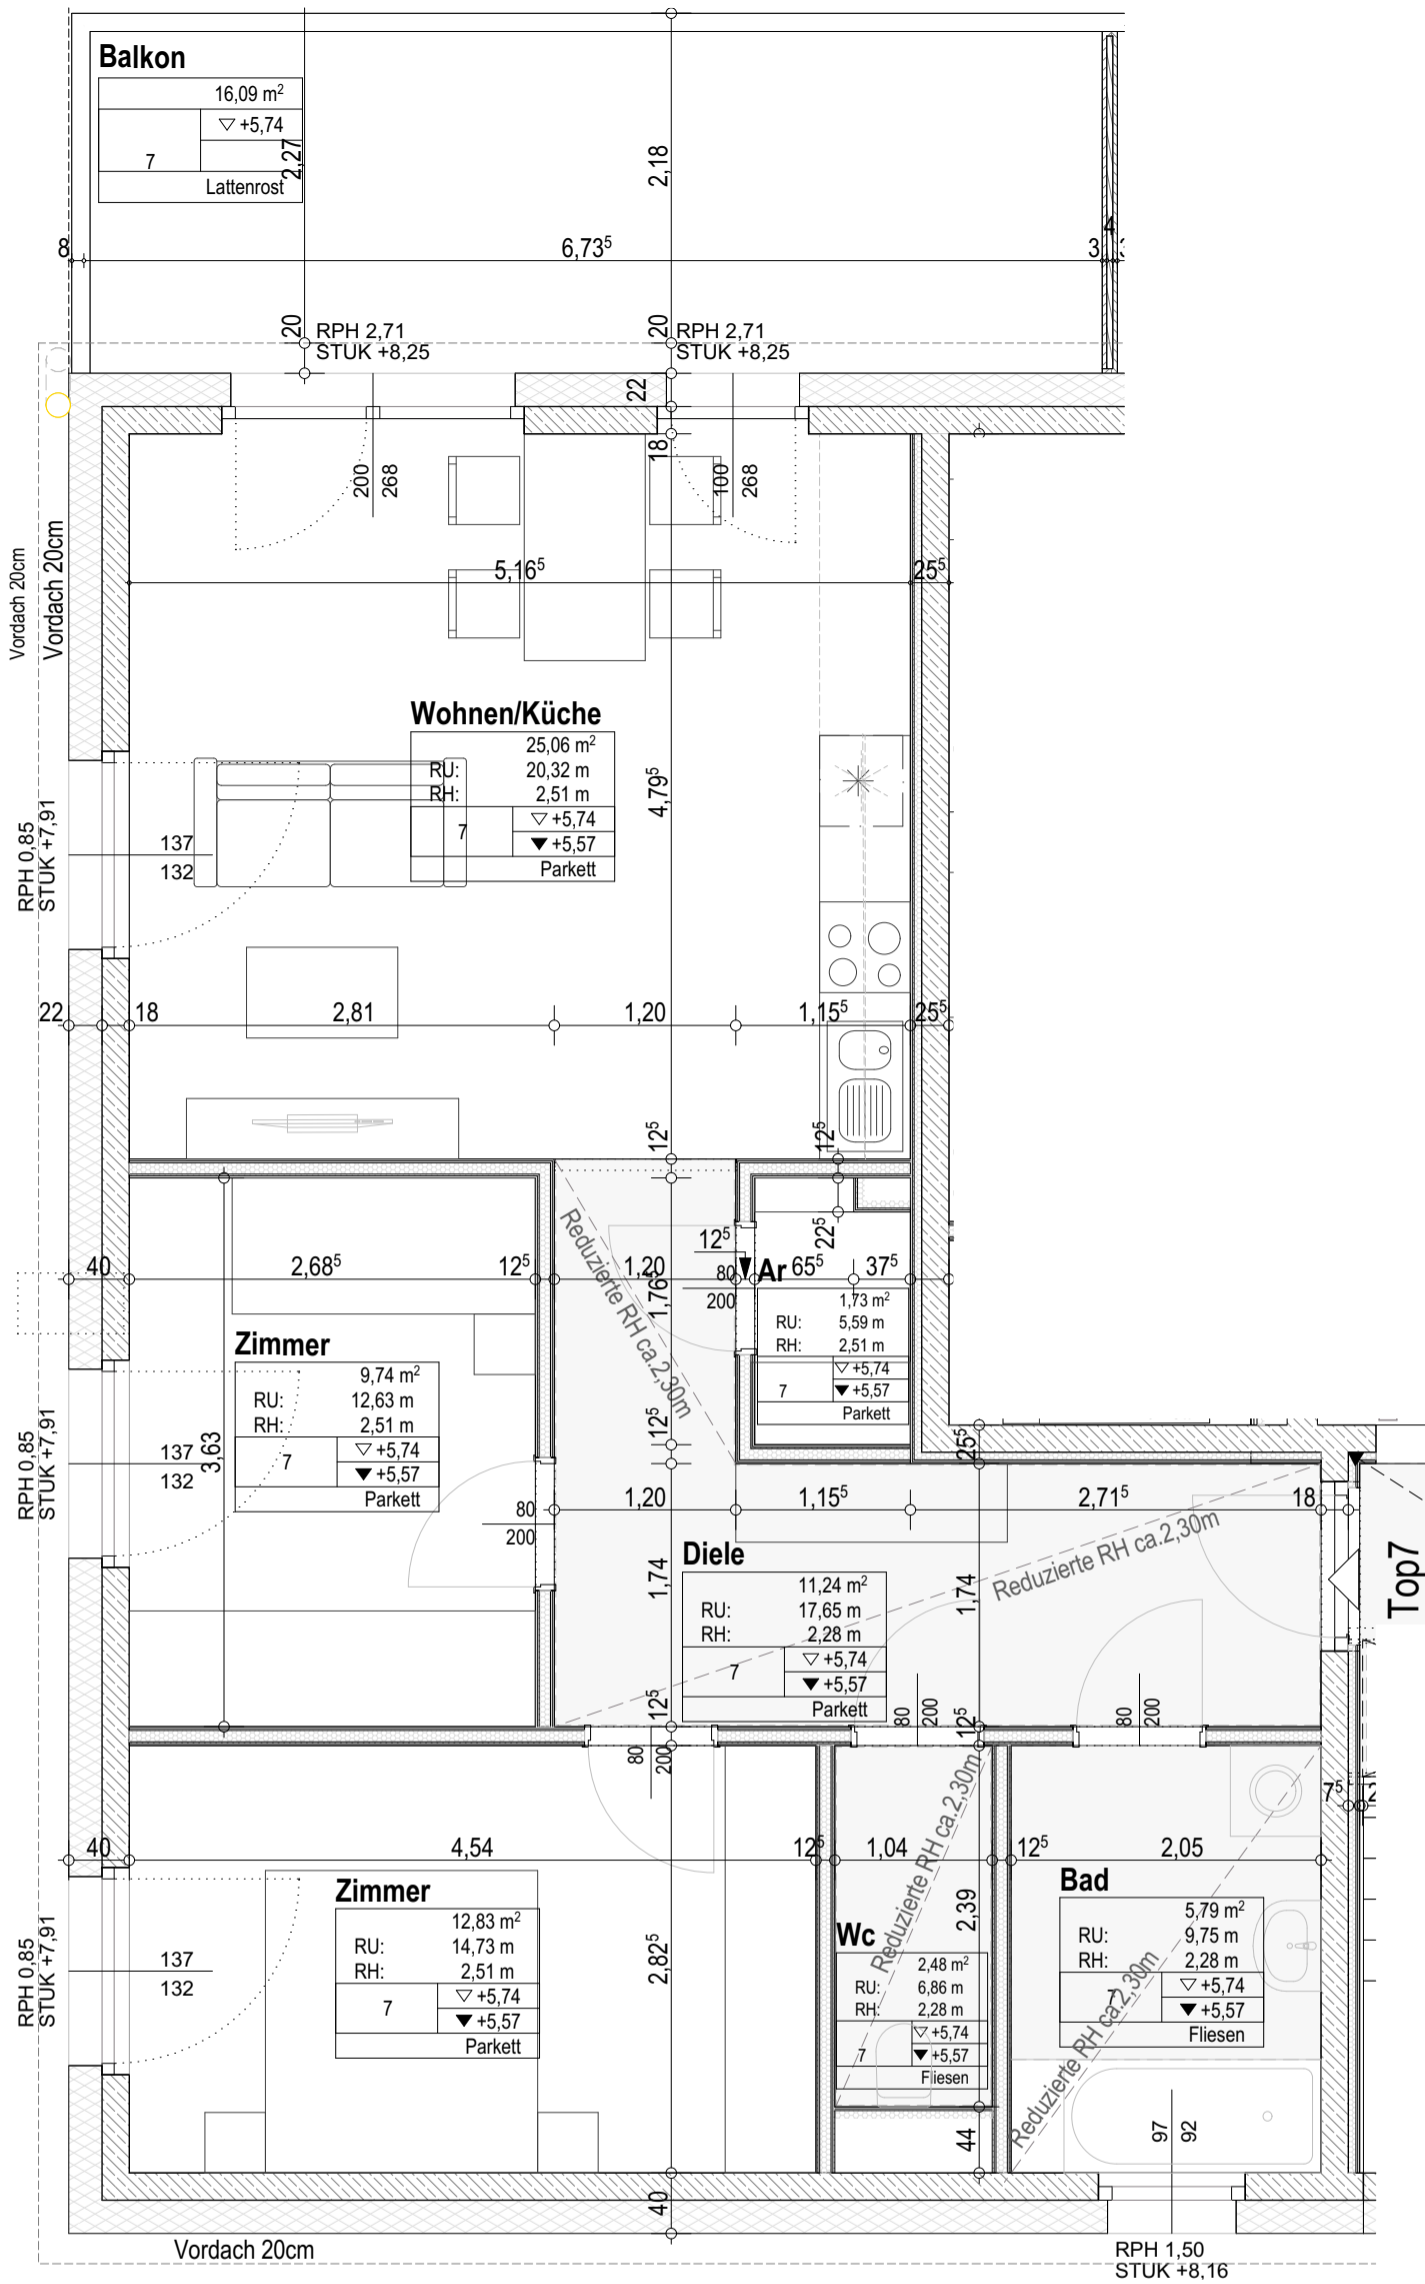 Balkon
16,09 m²
▽ +5,74
7
Lattenrost
2,27
2,18
8
6,73⁵
3
4
20
RPH 2,71
STUK +8,25
20
RPH 2,71
STUK +8,25
22
18
200
268
100
268
Vordach 20cm
Vordach 20cm
5,16⁵
25⁵
Wohnen/Küche
25,06 m²
RU: 20,32 m
RH: 2,51 m
7
▽ +5,74
▼ +5,57
Parkett
4,79⁵
RPH 0,85
STUK +7,91
137
132
22
18
2,81
1,20
1,15⁵
25⁵
12⁵
12⁵
22⁵
40
2,68⁵
12⁵
1,20
12⁵
80
200
65⁵
37⁵
1,76⁵
Reduzierte RH ca.2,30m
Ar
1,73 m²
RU: 5,59 m
RH: 2,51 m
7
▽ +5,74
▼ +5,57
Parkett
Zimmer
9,74 m²
RU: 12,63 m
RH: 2,51 m
7
▽ +5,74
▼ +5,57
Parkett
3,63
RPH 0,85
STUK +7,91
137
132
12⁵
25⁵
80
200
1,20
1,15⁵
2,71⁵
18
Reduzierte RH ca.2,30m
Top7
Diele
11,24 m²
RU: 17,65 m
RH: 2,28 m
7
▽ +5,74
▼ +5,57
Parkett
1,74
1,74
12⁵
12⁵
80
200
80
200
80
200
7⁵
40
4,54
12⁵
1,04
12⁵
2,05
Reduzierte RH ca.2,30m
Zimmer
12,83 m²
RU: 14,73 m
RH: 2,51 m
7
▽ +5,74
▼ +5,57
Parkett
2,82⁵
RPH 0,85
STUK +7,91
137
132
Wc
2,48 m²
RU: 6,86 m
RH: 2,28 m
7
▽ +5,74
▼ +5,57
Fliesen
2,39
Bad
5,79 m²
RU: 9,75 m
RH: 2,28 m
7
▽ +5,74
▼ +5,57
Fliesen
Reduzierte RH ca.2,30m
44
97
92
40
Vordach 20cm
RPH 1,50
STUK +8,16